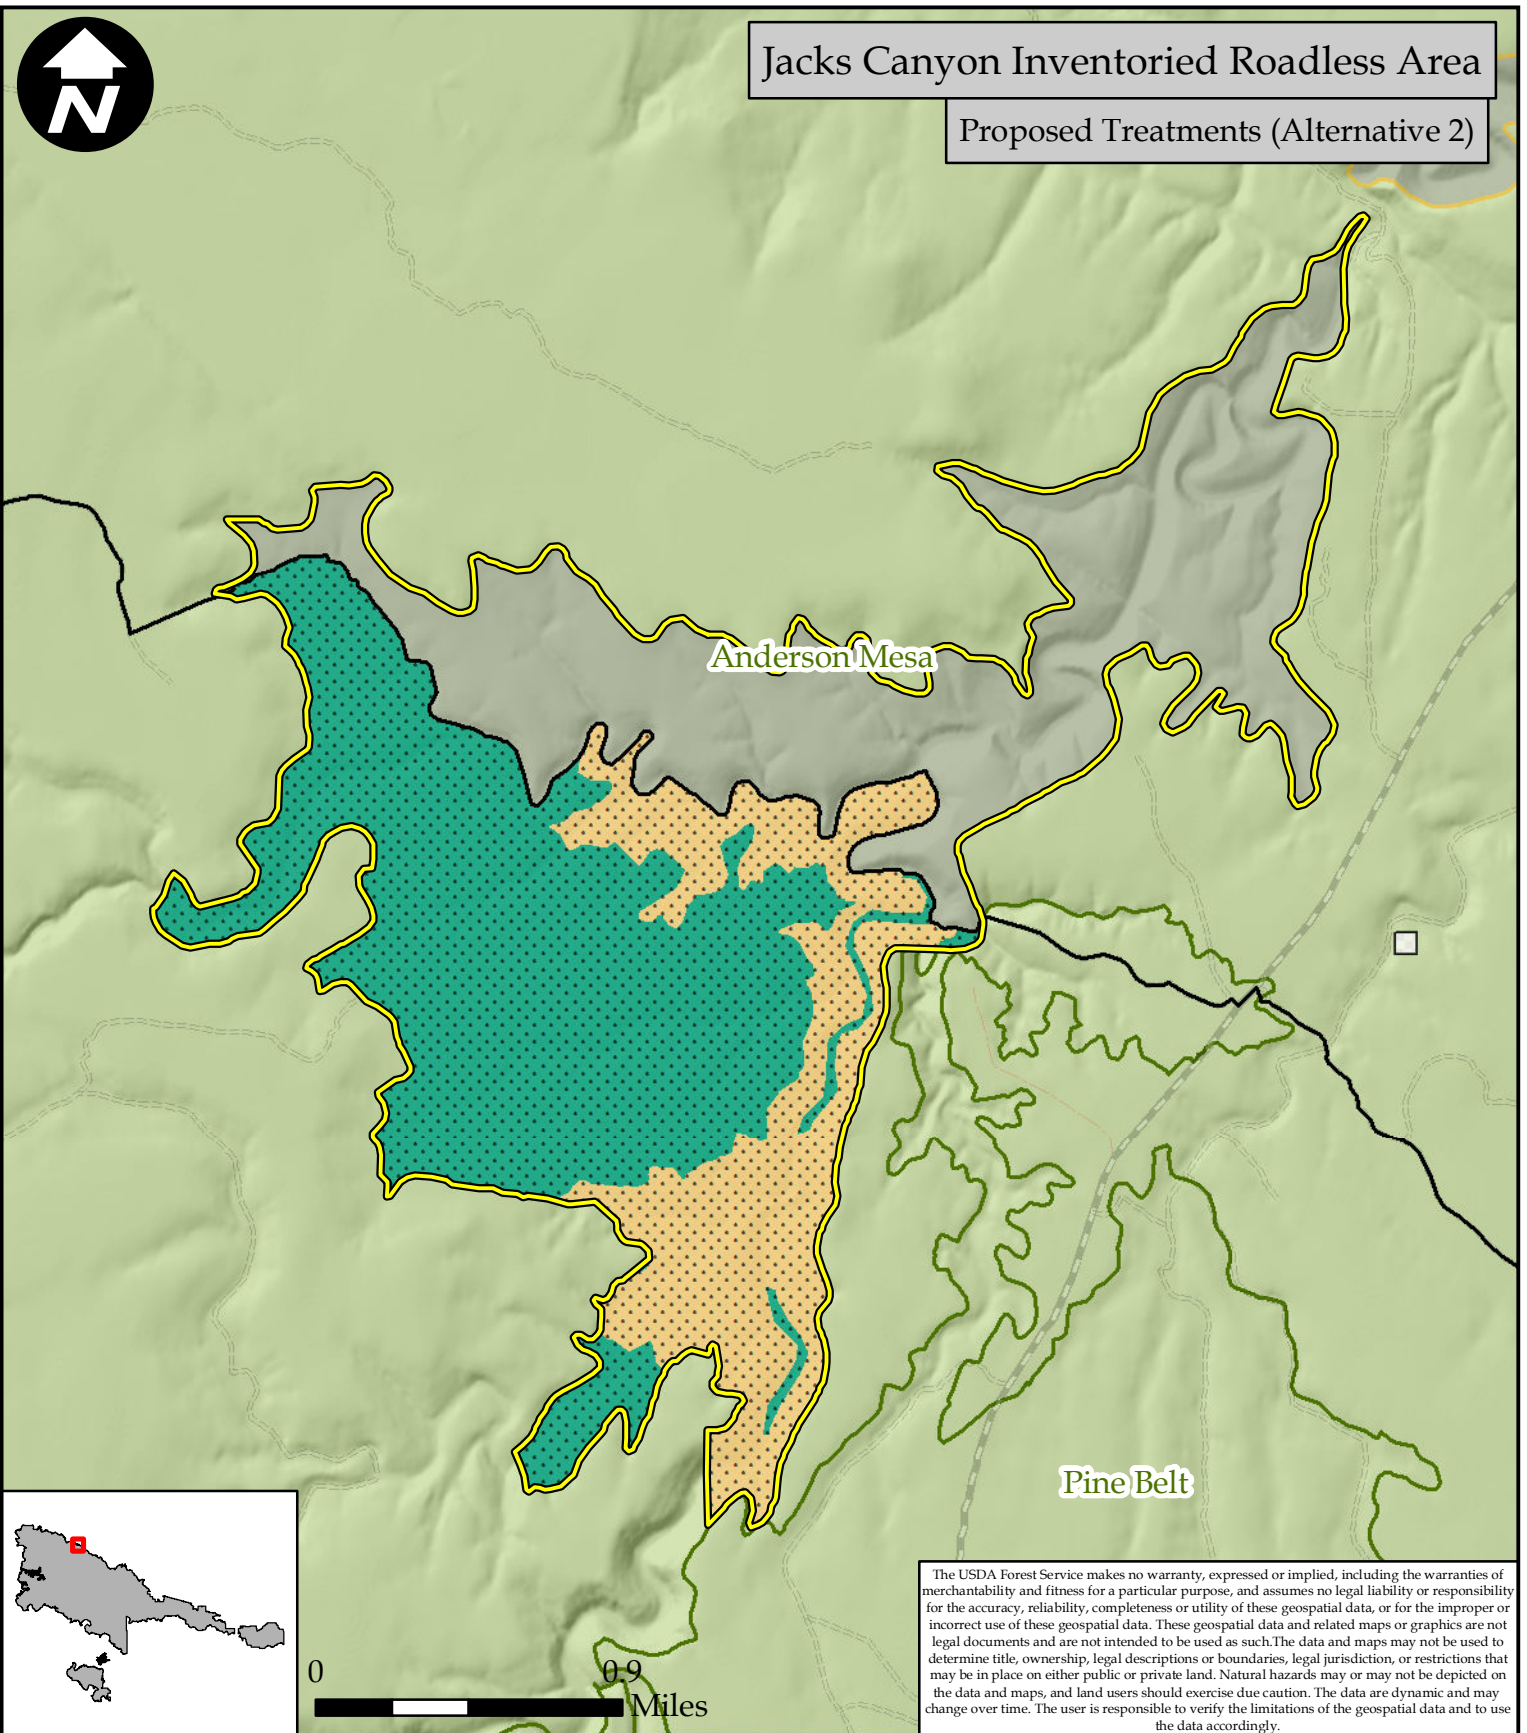 N
Jacks Canyon Inventoried Roadless Area
Proposed Treatments (Alternative 2)
Anderson Mesa
Pine Belt
0 0.9
Miles
The USDA Forest Service makes no warranty, expressed or implied, including the warranties of
merchantability and fitness for a particular purpose, and assumes no legal liability or responsibility
for the accuracy, reliability, completeness or utility of these geospatial data, or for the improper or
incorrect use of these geospatial data. These geospatial data and related maps or graphics are not
legal documents and are not intended to be used as such.The data and maps may not be used to
determine title, ownership, legal descriptions or boundaries, legal jurisdiction, or restrictions that
may be in place on either public or private land. Natural hazards may or may not be depicted on
the data and maps, and land users should exercise due caution. The data are dynamic and may
change over time. The user is responsible to verify the limitations of the geospatial data and to use
the data accordingly.